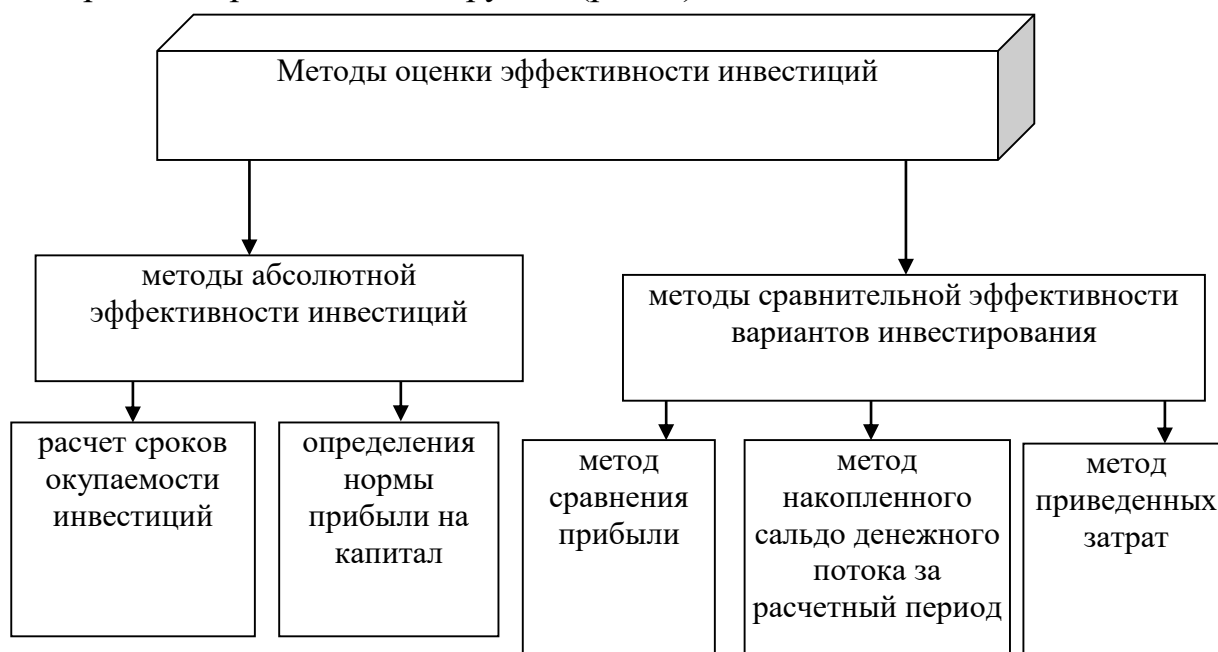 Методы оценки эффективности инвестиций
методы абсолютной
эффективности инвестиций
методы сравнительной эффективности
вариантов инвестирования
расчет сроков
окупаемости
инвестиций
определения
нормы
прибыли на
капитал
метод
сравнения
прибыли
метод
накопленного
сальдо денежного
потока за
расчетный период
метод
приведенных
затрат